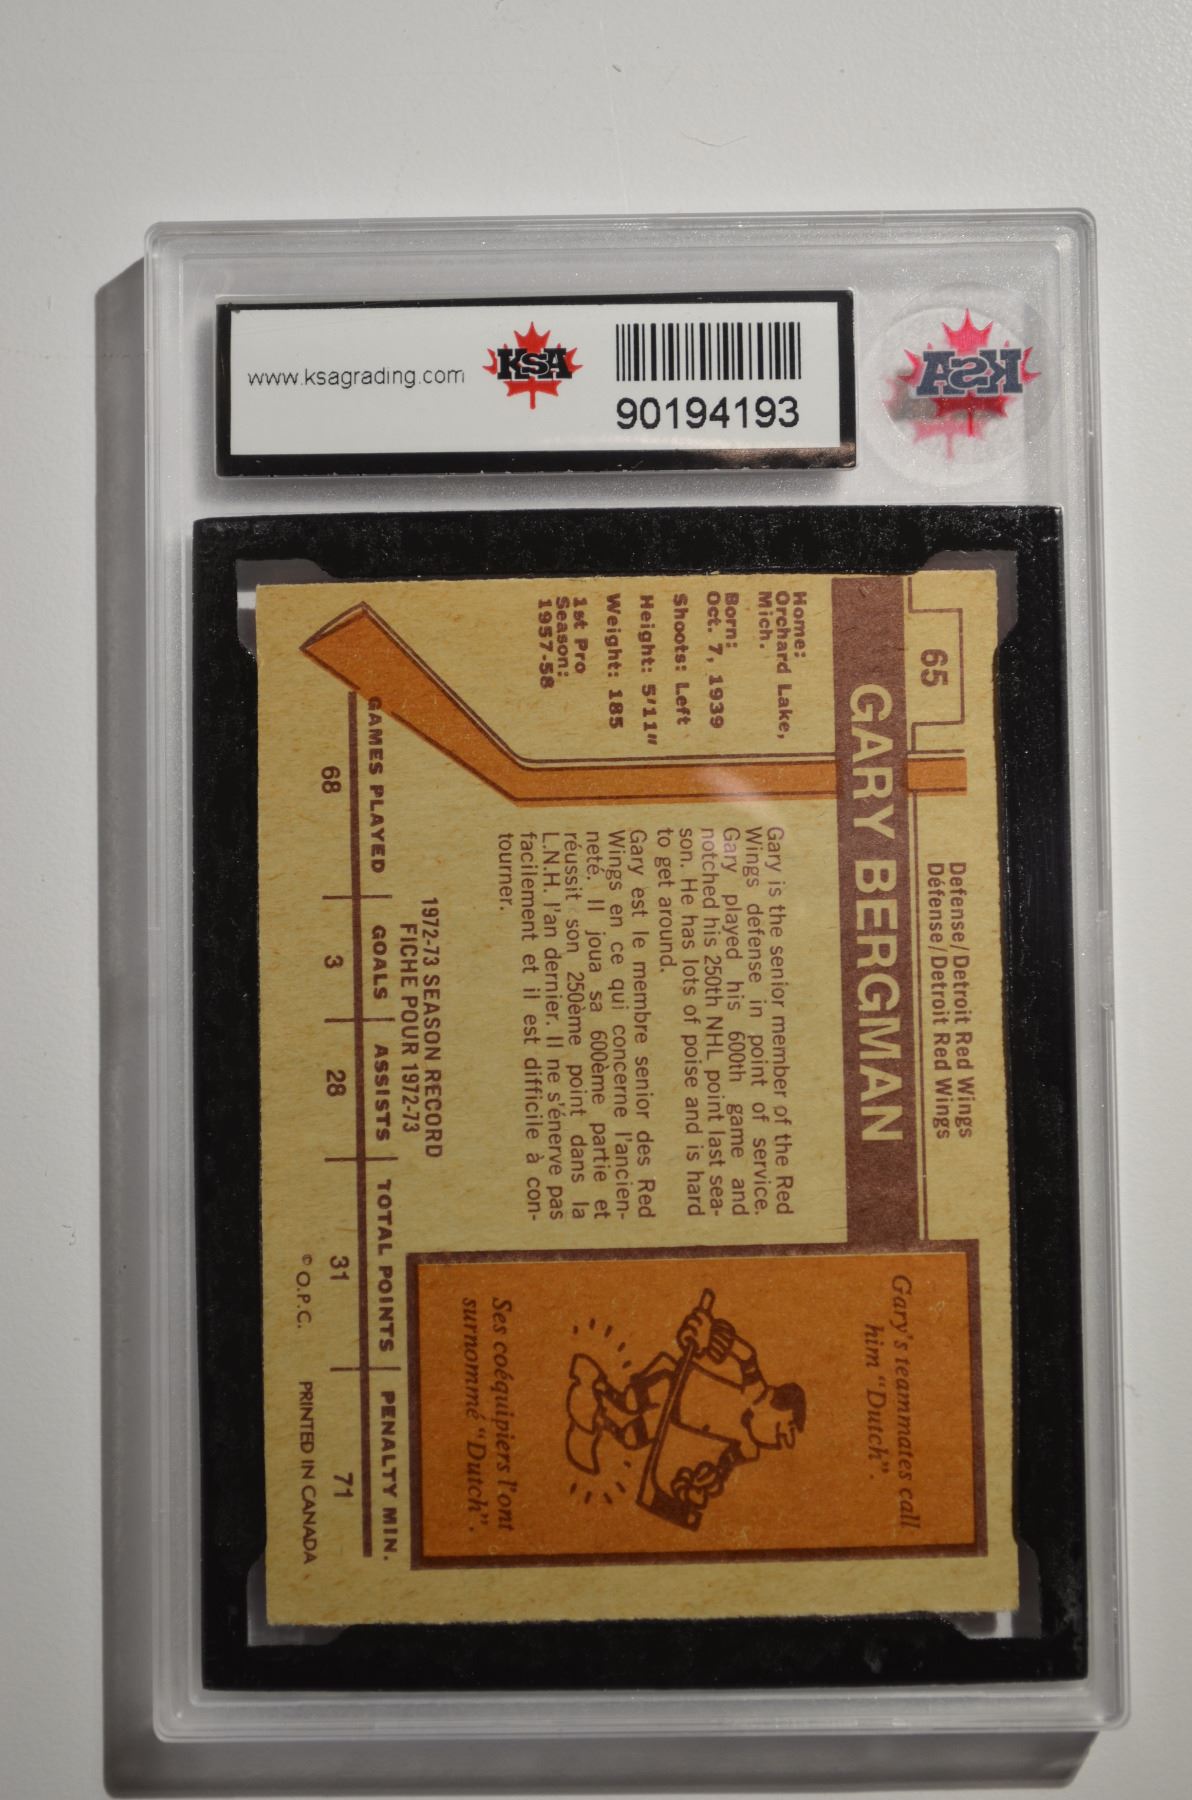 www.ksagrading.com
KSA
90194193
KSA
65
Defense/Detroit Red Wings
Défense/Detroit Red Wings
GARY BERGMAN
Home:
Orchard Lake,
Mich.
Born:
Oct. 7, 1939
Shoots: Left
Height: 5'11"
Weight: 185
1st Pro
Season:
1957-58
Gary is the senior member of the Red
Wings defense in point of service.
Gary played his 600th game and
notched his 250th NHL point last sea-
son. He has lots of poise and is hard
to get around.
Gary est le membre senior des Red
Wings en ce qui concerne l'ancien-
neté. Il joua sa 600ème partie et
réussit son 250ème point dans la
L.N.H. l'an dernier. Il ne s'énerve pas
facilement et il est difficile à con-
tourner.
Gary's teammates call
him "Dutch".
Ses coéquipiers l'ont
surnommé "Dutch".
1972-73 SEASON RECORD
FICHE POUR 1972-73
GAMES PLAYED GOALS ASSISTS TOTAL POINTS PENALTY MIN.
68 3 28 31 71
© O.P.C. PRINTED IN CANADA